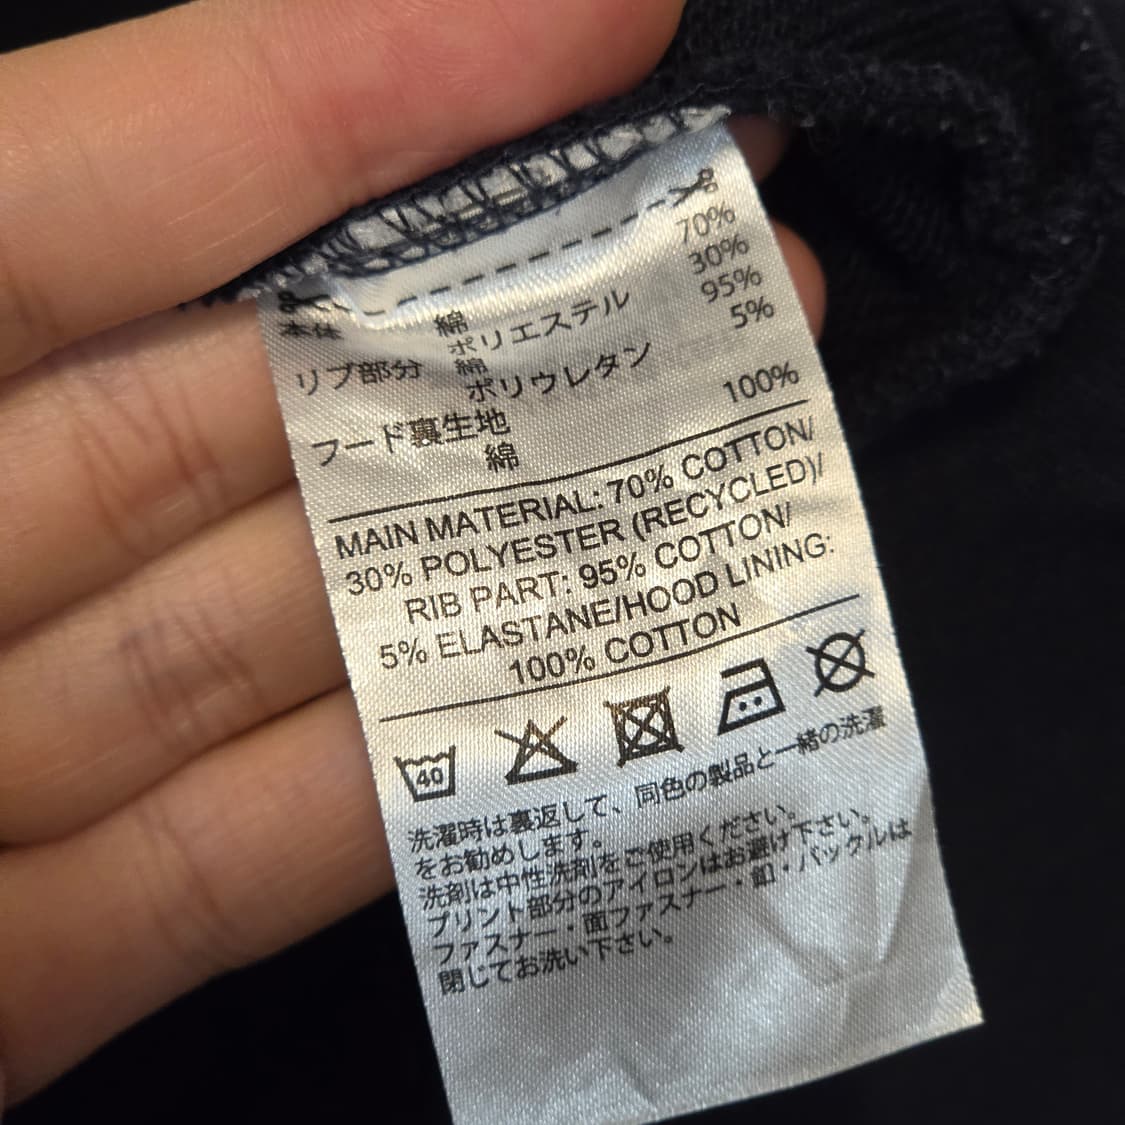 本体 綿 70%
ポリエステル 30%
リブ部分 綿 95%
ポリウレタン 5%
フード裏生地
綿 100%
MAIN MATERIAL: 70% COTTON/
30% POLYESTER (RECYCLED)/
RIB PART: 95% COTTON/
5% ELASTANE/HOOD LINING:
100% COTTON
40
洗濯時は裏返して、同色の製品と一緒の洗濯
をお勧めします。
洗剤は中性洗剤をご使用ください。
プリント部分のアイロンはお避け下さい。
ファスナー・面ファスナー・釦・バックルは
閉じてお洗い下さい。